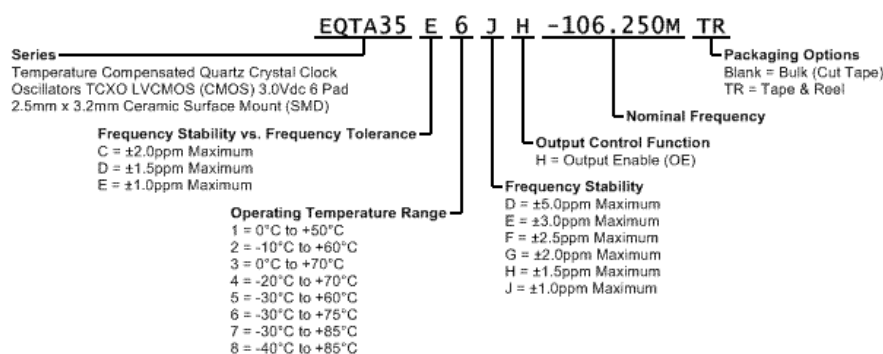 EQTA35 E 6 J H -106.250M TR
Series
Temperature Compensated Quartz Crystal Clock
Oscillators TCXO LVCMOS (CMOS) 3.0Vdc 6 Pad
2.5mm x 3.2mm Ceramic Surface Mount (SMD)
Frequency Stability vs. Frequency Tolerance
C = ±2.0ppm Maximum
D = ±1.5ppm Maximum
E = ±1.0ppm Maximum
Operating Temperature Range
1 = 0°C to +50°C
2 = -10°C to +60°C
3 = 0°C to +70°C
4 = -20°C to +70°C
5 = -30°C to +60°C
6 = -30°C to +75°C
7 = -30°C to +85°C
8 = -40°C to +85°C
Packaging Options
Blank = Bulk (Cut Tape)
TR = Tape & Reel
Nominal Frequency
Output Control Function
H = Output Enable (OE)
Frequency Stability
D = ±5.0ppm Maximum
E = ±3.0ppm Maximum
F = ±2.5ppm Maximum
G = ±2.0ppm Maximum
H = ±1.5ppm Maximum
J = ±1.0ppm Maximum